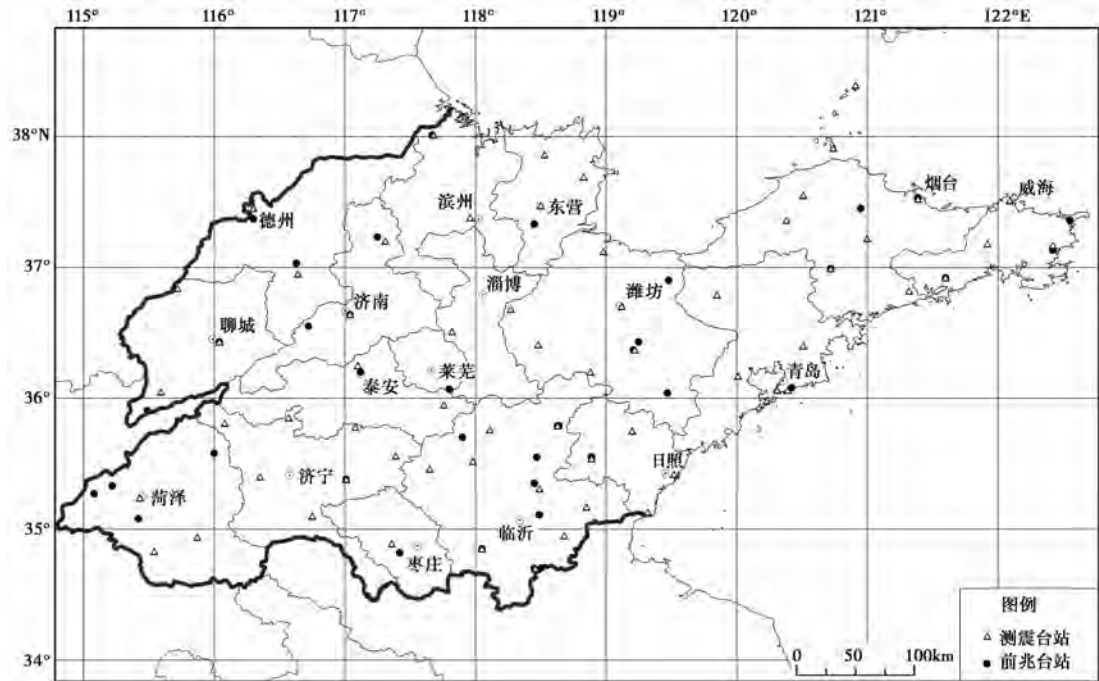 115° 116° 117° 118° 119° 120° 121° 122°E
38°N
烟台
威海
滨州
东营
德州
37°
淄博
潍坊
济南
聊城
莱芜
泰安
青岛
36°
日照
济宁
菏泽
35°
临沂
枣庄
图例
测震台站
前兆台站
0 50 100km
34°